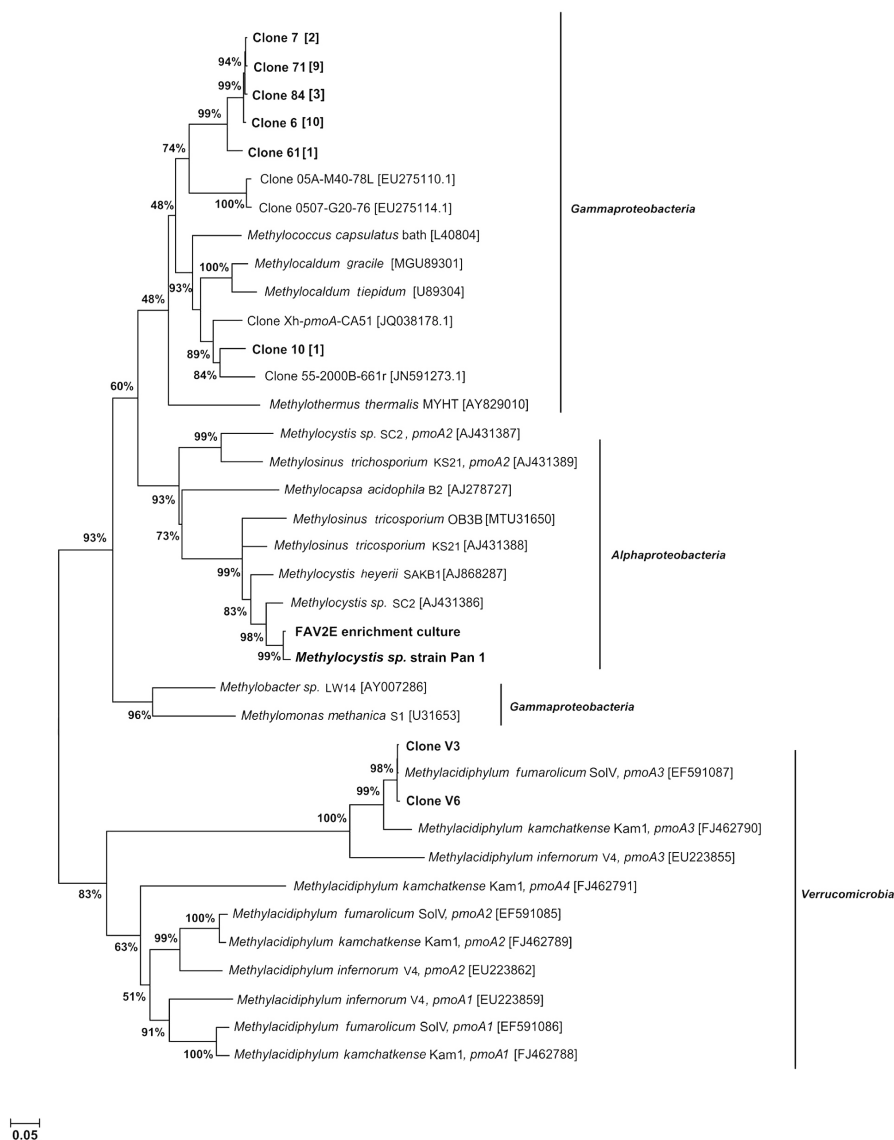 Clone 7 [2]
94%
Clone 71 [9]
99%
Clone 84 [3]
99%
Clone 6 [10]
74%
Clone 61 [1]
Clone 05A-M40-78L [EU275110.1]
100%
Clone 0507-G20-76 [EU275114.1]
48%
Gammaproteobacteria
Methylococcus capsulatus bath [L40804]
100%
Methylocaldum gracile [MGU89301]
93%
Methylocaldum tiepidum [U89304]
48%
Clone Xh-pmoA-CA51 [JQ038178.1]
89%
Clone 10 [1]
84%
Clone 55-2000B-661r [JN591273.1]
60%
Methylothermus thermalis MYHT [AY829010]
99%
Methylocystis sp. SC2, pmoA2 [AJ431387]
Methylosinus trichosporium KS21, pmoA2 [AJ431389]
93%
Methylocapsa acidophila B2 [AJ278727]
73%
Methylosinus tricosporium OB3B [MTU31650]
93%
Methylosinus tricosporium KS21 [AJ431388]
Alphaproteobacteria
99%
Methylocystis heyerii SAKB1[AJ868287]
83%
Methylocystis sp. SC2 [AJ431386]
98%
FAV2E enrichment culture
99%
Methylocystis sp. strain Pan 1
Methylobacter sp. LW14 [AY007286]
Gammaproteobacteria
96%
Methylomonas methanica S1 [U31653]
Clone V3
98%
Methylacidiphylum fumarolicum SolV, pmoA3 [EF591087]
99%
Clone V6
100%
Methylacidiphylum kamchatkense Kam1, pmoA3 [FJ462790]
Methylacidiphylum infernorum V4, pmoA3 [EU223855]
83%
Methylacidiphylum kamchatkense Kam1, pmoA4 [FJ462791]
Verrucomicrobia
100%
Methylacidiphylum fumarolicum SolV, pmoA2 [EF591085]
99%
63%
Methylacidiphylum kamchatkense Kam1, pmoA2 [FJ462789]
Methylacidiphylum infernorum V4, pmoA2 [EU223862]
51%
Methylacidiphylum infernorum V4, pmoA1 [EU223859]
91%
Methylacidiphylum fumarolicum SolV, pmoA1 [EF591086]
100%
Methylacidiphylum kamchatkense Kam1, pmoA1 [FJ462788]
0.05